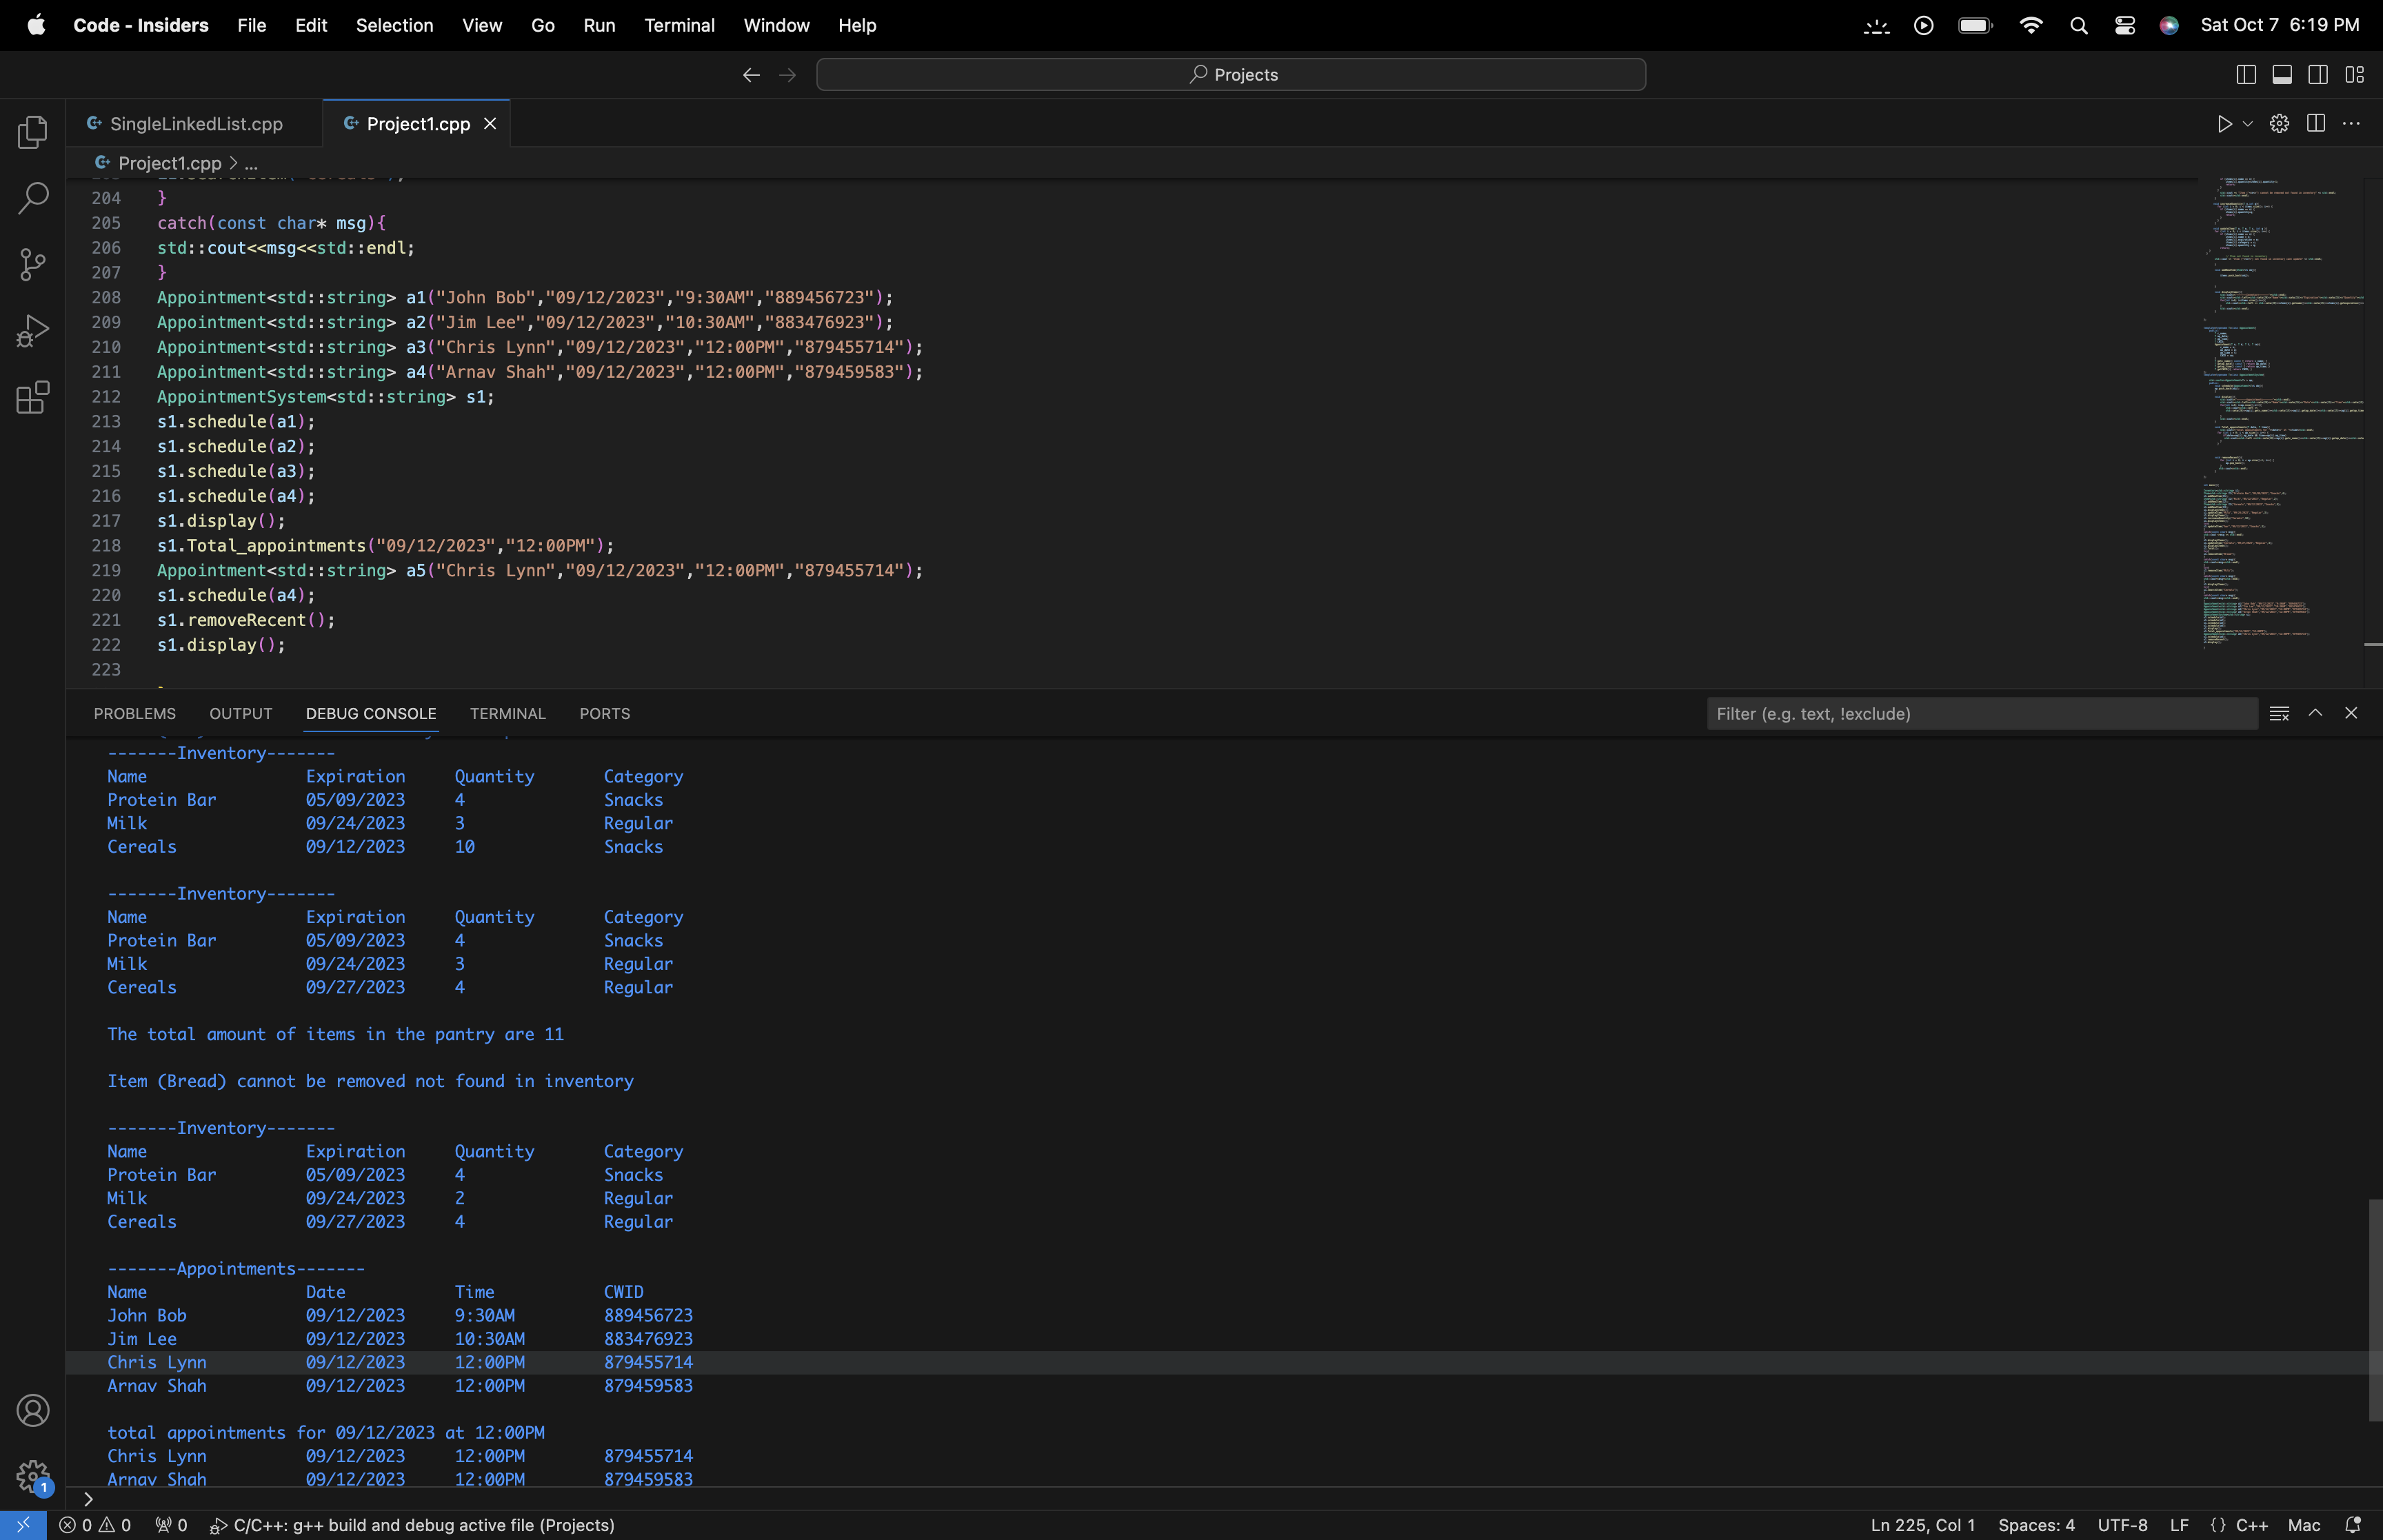 Code - Insiders File Edit Selection View Go Run Terminal Window Help Sat Oct 7 6:19 PM
Projects
SingleLinkedList.cpp Project1.cpp
Project1.cpp > ...
204 }
205 catch(const char* msg){
206 std::cout<<msg<<std::endl;
207 }
208 Appointment<std::string> a1("John Bob","09/12/2023","9:30AM","889456723");
209 Appointment<std::string> a2("Jim Lee","09/12/2023","10:30AM","883476923");
210 Appointment<std::string> a3("Chris Lynn","09/12/2023","12:00PM","879455714");
211 Appointment<std::string> a4("Arnav Shah","09/12/2023","12:00PM","879459583");
212 AppointmentSystem<std::string> s1;
213 s1.schedule(a1);
214 s1.schedule(a2);
215 s1.schedule(a3);
216 s1.schedule(a4);
217 s1.display();
218 s1.Total_appointments("09/12/2023","12:00PM");
219 Appointment<std::string> a5("Chris Lynn","09/12/2023","12:00PM","879455714");
220 s1.schedule(a4);
221 s1.removeRecent();
222 s1.display();
223
PROBLEMS OUTPUT DEBUG CONSOLE TERMINAL PORTS Filter (e.g. text, !exclude)
-------Inventory-------
Name Expiration Quantity Category
Protein Bar 05/09/2023 4 Snacks
Milk 09/24/2023 3 Regular
Cereals 09/12/2023 10 Snacks
-------Inventory-------
Name Expiration Quantity Category
Protein Bar 05/09/2023 4 Snacks
Milk 09/24/2023 3 Regular
Cereals 09/27/2023 4 Regular
The total amount of items in the pantry are 11
Item (Bread) cannot be removed not found in inventory
-------Inventory-------
Name Expiration Quantity Category
Protein Bar 05/09/2023 4 Snacks
Milk 09/24/2023 2 Regular
Cereals 09/27/2023 4 Regular
-------Appointments-------
Name Date Time CWID
John Bob 09/12/2023 9:30AM 889456723
Jim Lee 09/12/2023 10:30AM 883476923
Chris Lynn 09/12/2023 12:00PM 879455714
Arnav Shah 09/12/2023 12:00PM 879459583
total appointments for 09/12/2023 at 12:00PM
Chris Lynn 09/12/2023 12:00PM 879455714
Arnav Shah 09/12/2023 12:00PM 879459583
>
1
0 0 0 C/C++: g++ build and debug active file (Projects) Ln 225, Col 1 Spaces: 4 UTF-8 LF {} C++ Mac